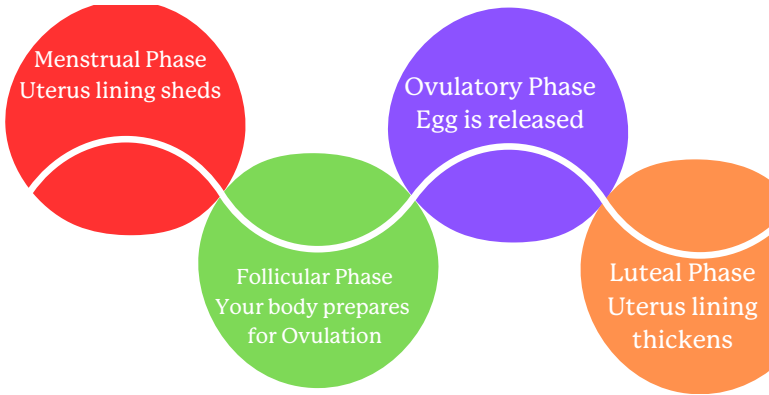 Menstrual Phase
Uterus lining sheds
Follicular Phase
Your body prepares
for Ovulation
Ovulatory Phase
Egg is released
Luteal Phase
Uterus lining
thickens